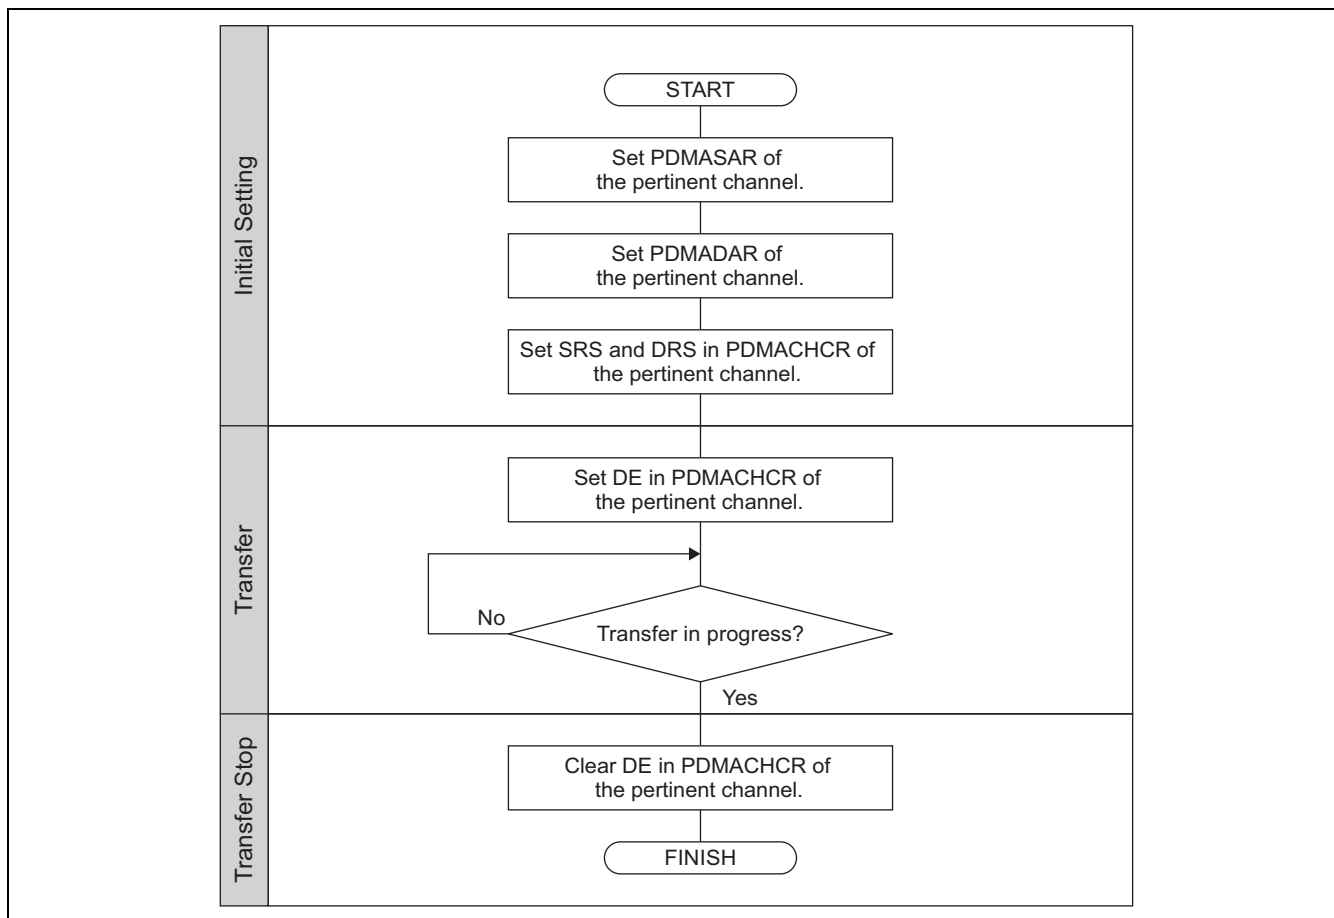 Initial Setting
START
Set PDMASAR of
the pertinent channel.
Set PDMADAR of
the pertinent channel.
Set SRS and DRS in PDMACHCR of
the pertinent channel.
Transfer
Set DE in PDMACHCR of
the pertinent channel.
No
Transfer in progress?
Yes
Transfer Stop
Clear DE in PDMACHCR of
the pertinent channel.
FINISH